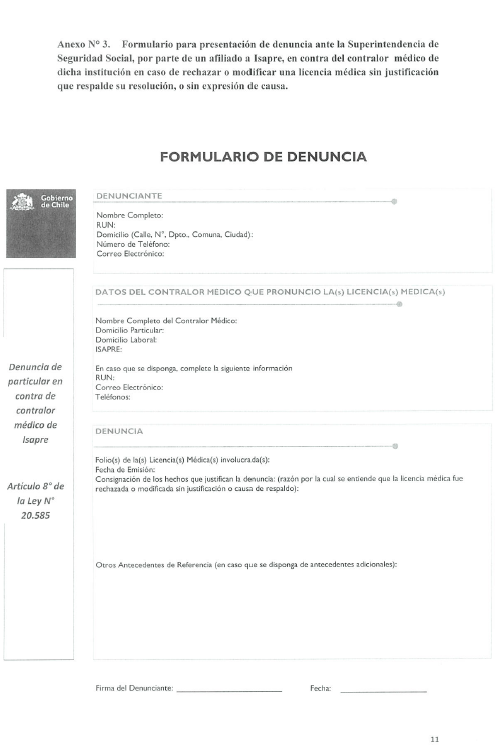 Anexo Nº 3. Formulario para presentación de denuncia ante la Superintendencia de
Seguridad Social, por parte de un afiliado a Isapre, en contra del contralor médico de
dicha institución en caso de rechazar o modificar una licencia médica sin justificación
que respalde su resolución, o sin expresión de causa.
FORMULARIO DE DENUNCIA
Gobierno
de Chile
DENUNCIANTE
Nombre Completo:
RUN:
Domicilio (Calle, N°, Dpto., Comuna, Ciudad):
Número de Teléfono:
Correo Electrónico:
DATOS DEL CONTRALOR MEDICO QUE PRONUNCIO LA(s) LICENCIA(s) MEDICA(s)
Nombre Completo del Contralor Médico:
Domicilio Particular:
Domicilio Laboral:
ISAPRE:
En caso que se disponga, complete la siguiente información
RUN:
Correo Electrónico:
Teléfonos:
Denuncia de
particular en
contra de
contralor
médico de
Isapre
Artículo 8° de
la Ley N°
20.585
DENUNCIA
Folio(s) de la(s) Licencia(s) Médica(s) involucrada(s):
Fecha de Emisión:
Consignación de los hechos que justifican la denuncia: (razón por la cual se entiende que la licencia médica fue
rechazada o modificada sin justificación o causa de respaldo):
Otros Antecedentes de Referencia (en caso que se disponga de antecedentes adicionales):
Firma del Denunciante: ____________________ Fecha: ________________
11